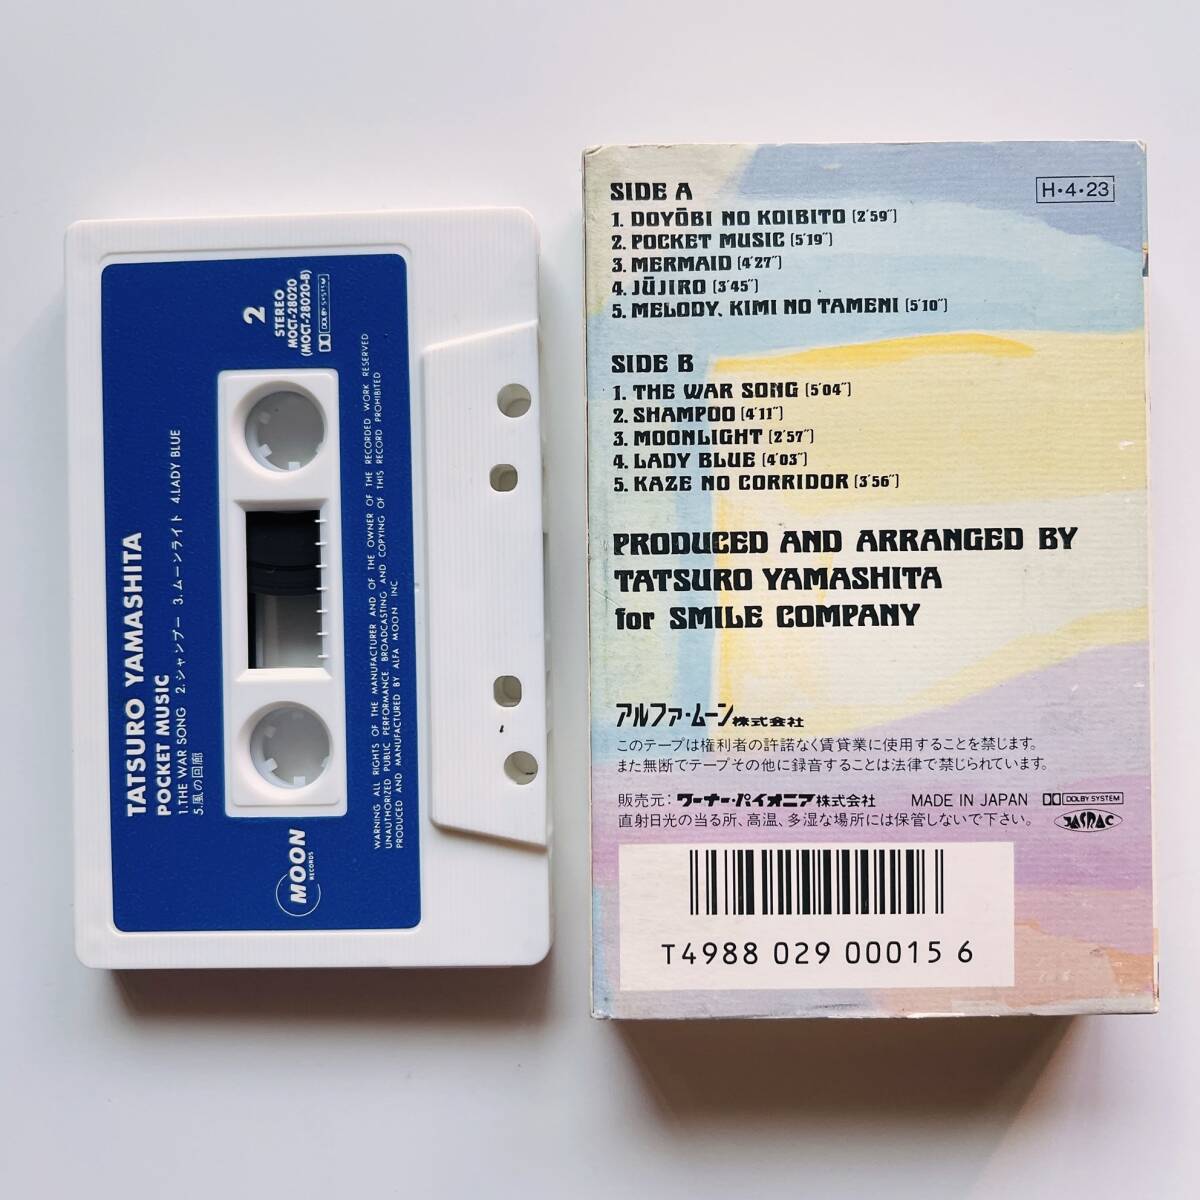 TATSURO YAMASHITA
POCKET MUSIC
1.THE WAR SONG 2.シャンプー 3.ムーンライト 4.LADY BLUE
5.風の回廊
2
STEREO
MOCT-28020
(MOCT-28020-B)
DOLBY SYSTEM
WARNING: ALL RIGHTS OF THE MANUFACTURER AND OF THE OWNER OF THE RECORDED WORK RESERVED
UNAUTHORIZED PUBLIC PERFORMANCE BROADCASTING AND COPYING OF THIS RECORD PROHIBITED
PRODUCED AND MANUFACTURED BY ALFA MOON INC
MOON
RECORDS
H・4・23
SIDE A
1. DOYŌBI NO KOIBITO (2'59")
2. POCKET MUSIC (5'19")
3. MERMAID (4'27")
4. JŪJIRO (3'45")
5. MELODY, KIMI NO TAMENI (5'10")
SIDE B
1. THE WAR SONG (5'04")
2. SHAMPOO (4'11")
3. MOONLIGHT (2'57")
4. LADY BLUE (4'03")
5. KAZE NO CORRIDOR (3'56")
PRODUCED AND ARRANGED BY
TATSURO YAMASHITA
for SMILE COMPANY
アルファ・ムーン株式会社
このテープは権利者の許諾なく賃貸業に使用することを禁じます。
また無断でテープその他に録音することは法律で禁じられています。
販売元:ワーナー・パイオニア株式会社 MADE IN JAPAN DOLBY SYSTEM
直射日光の当る所、高温、多湿な場所には保管しないで下さい。 JASRAC
T4988 029 00015 6